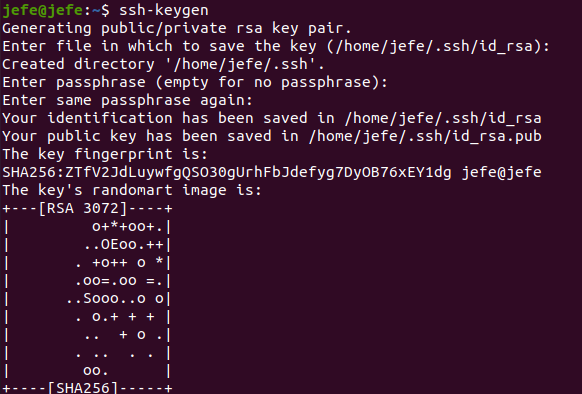 jefe@jefe:~$ ssh-keygen
Generating public/private rsa key pair.
Enter file in which to save the key (/home/jefe/.ssh/id_rsa):
Created directory '/home/jefe/.ssh'.
Enter passphrase (empty for no passphrase):
Enter same passphrase again:
Your identification has been saved in /home/jefe/.ssh/id_rsa
Your public key has been saved in /home/jefe/.ssh/id_rsa.pub
The key fingerprint is:
SHA256:ZTfV2JdLuywfgQSO30gUrhFbJdefyg7DyOB76xEY1dg jefe@jefe
The key's randomart image is:
+---[RSA 3072]----+
|          o+*+oo+.|
|         ..OEoo.++|
|        . +o++ o *|
|        .oo=.oo =.|
|       ..Sooo..o o|
|        . o.+ + + |
|         ..  + o .|
|        . ..  . . |
|         oo.      |
+----[SHA256]-----+